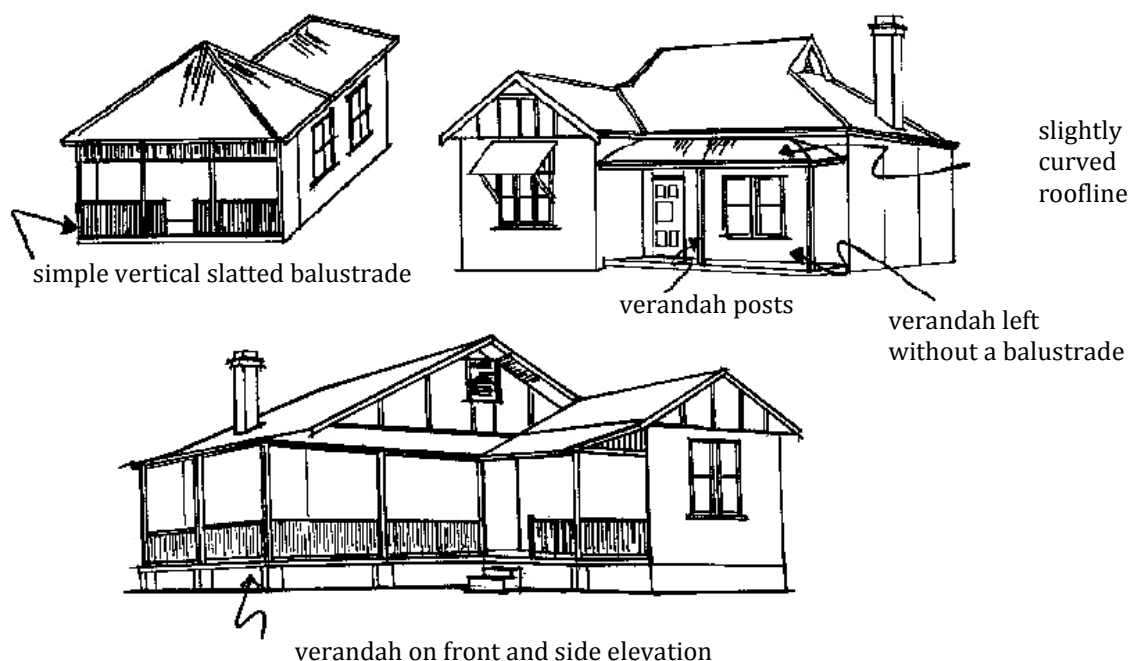 simple vertical slatted balustrade
slightly
curved
roofline
verandah posts
verandah left
without a balustrade
verandah on front and side elevation